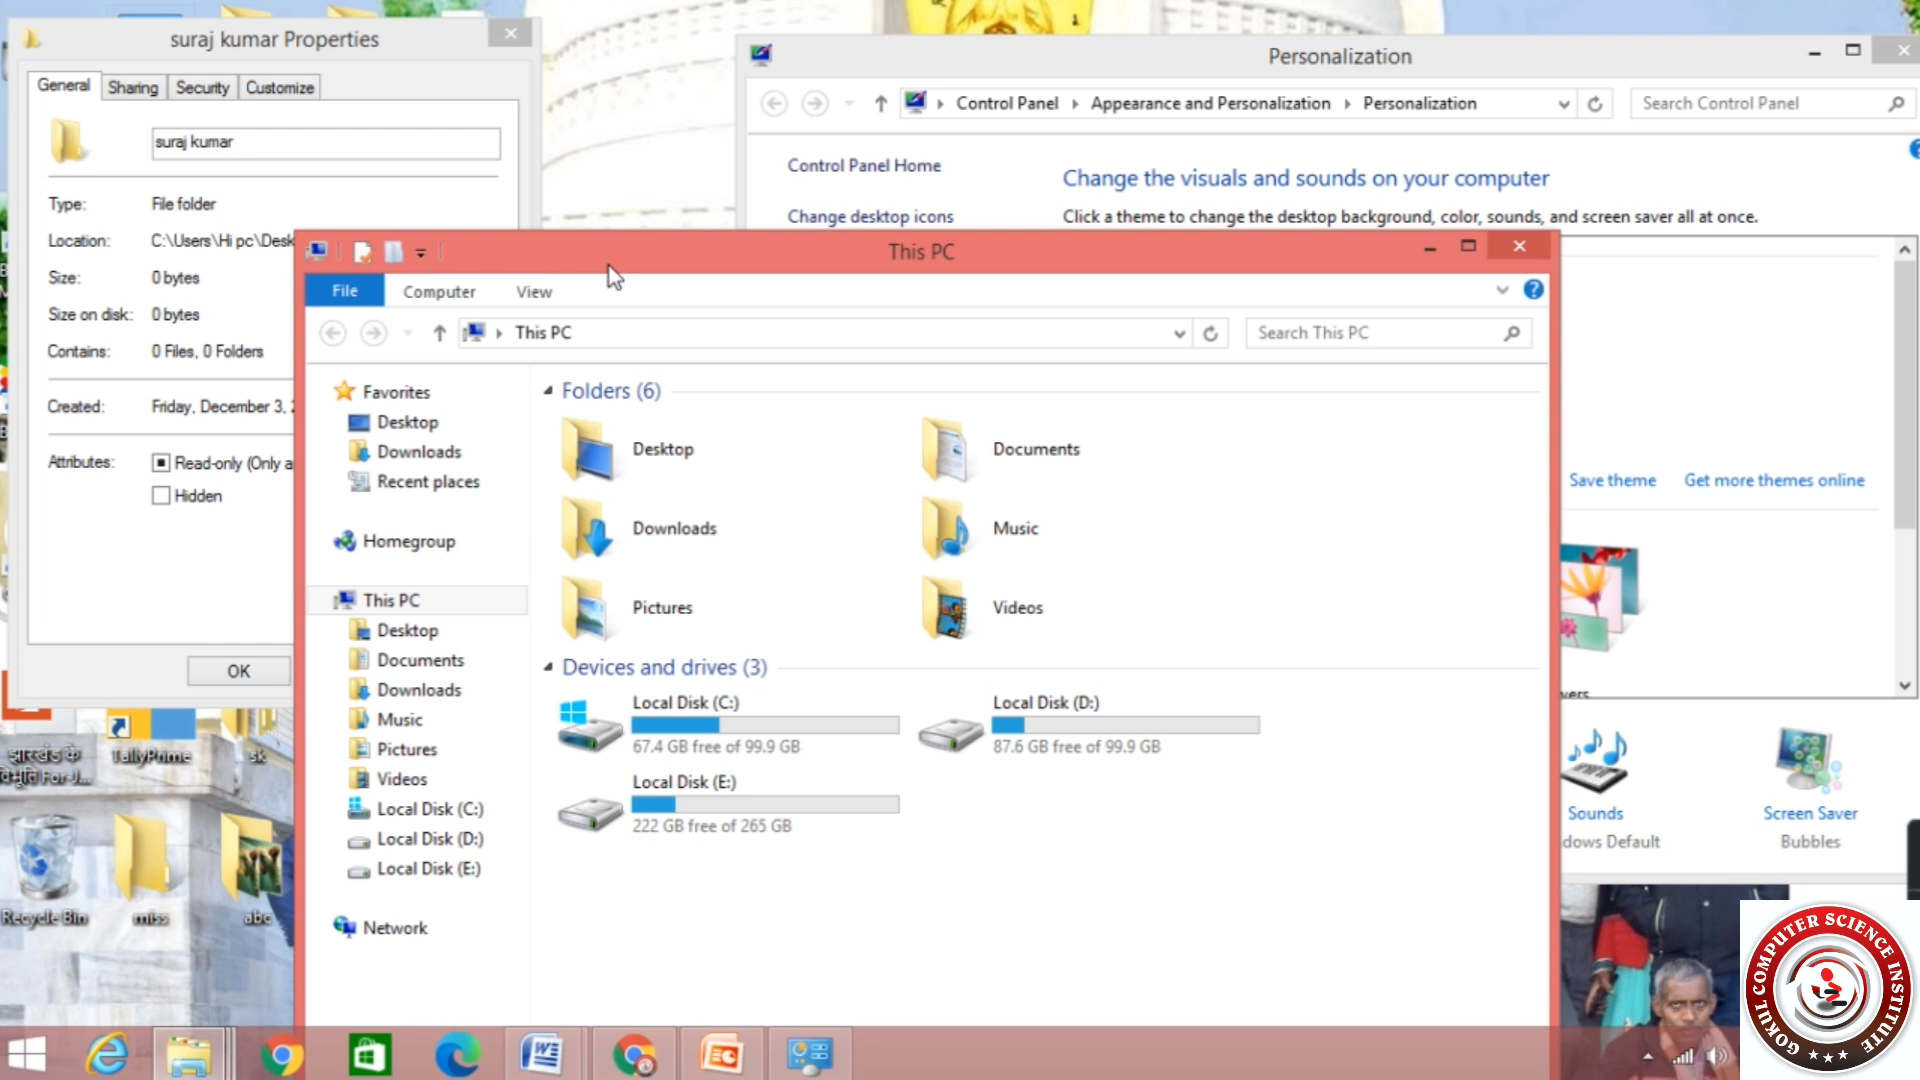 suraj kumar Properties
General
Sharing
Security
Customize
suraj kumar
Type: File folder
Location: C:\Users\Hi pc\Desk
Size: 0 bytes
Size on disk: 0 bytes
Contains: 0 Files, 0 Folders
Created: Friday, December 3,
Attributes: Read-only (Only a
Hidden
OK
Personalization
Control Panel Appearance and Personalization Personalization
Search Control Panel
Control Panel Home
Change desktop icons
Change the visuals and sounds on your computer
Click a theme to change the desktop background, color, sounds, and screen saver all at once.
Save theme
Get more themes online
Sounds
dows Default
Screen Saver
Bubbles
This PC
File
Computer
View
This PC
Search This PC
Favorites
Desktop
Downloads
Recent places
Homegroup
This PC
Desktop
Documents
Downloads
Music
Pictures
Videos
Local Disk (C:)
Local Disk (D:)
Local Disk (E:)
Network
Folders (6)
Desktop
Documents
Downloads
Music
Pictures
Videos
Devices and drives (3)
Local Disk (C:)
67.4 GB free of 99.9 GB
Local Disk (D:)
87.6 GB free of 99.9 GB
Local Disk (E:)
222 GB free of 265 GB
झारखंड के
विभूति For J...
TallyPrime
sk
Recycle Bin
miss
abc
GOKUL COMPUTER SCIENCE INSTITUTE